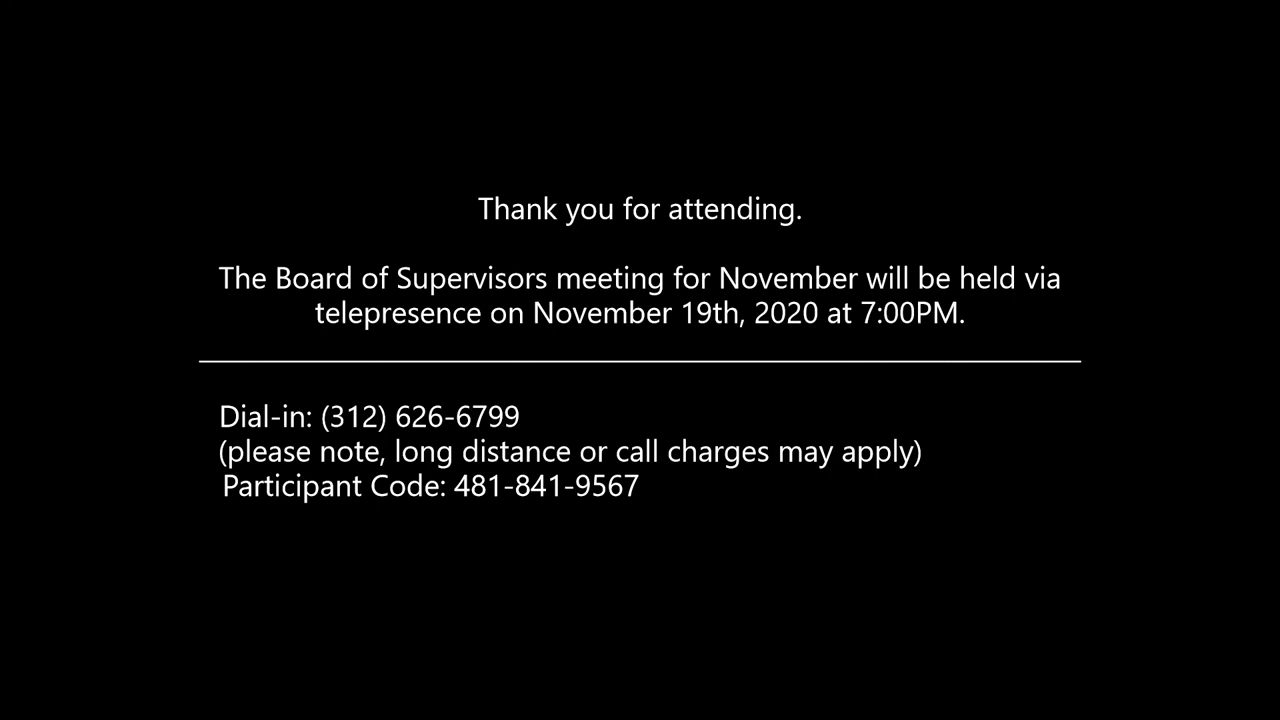 Thank you for attending.
The Board of Supervisors meeting for November will be held via
telepresence on November 19th, 2020 at 7:00PM.
Dial-in: (312) 626-6799
(please note, long distance or call charges may apply)
Participant Code: 481-841-9567